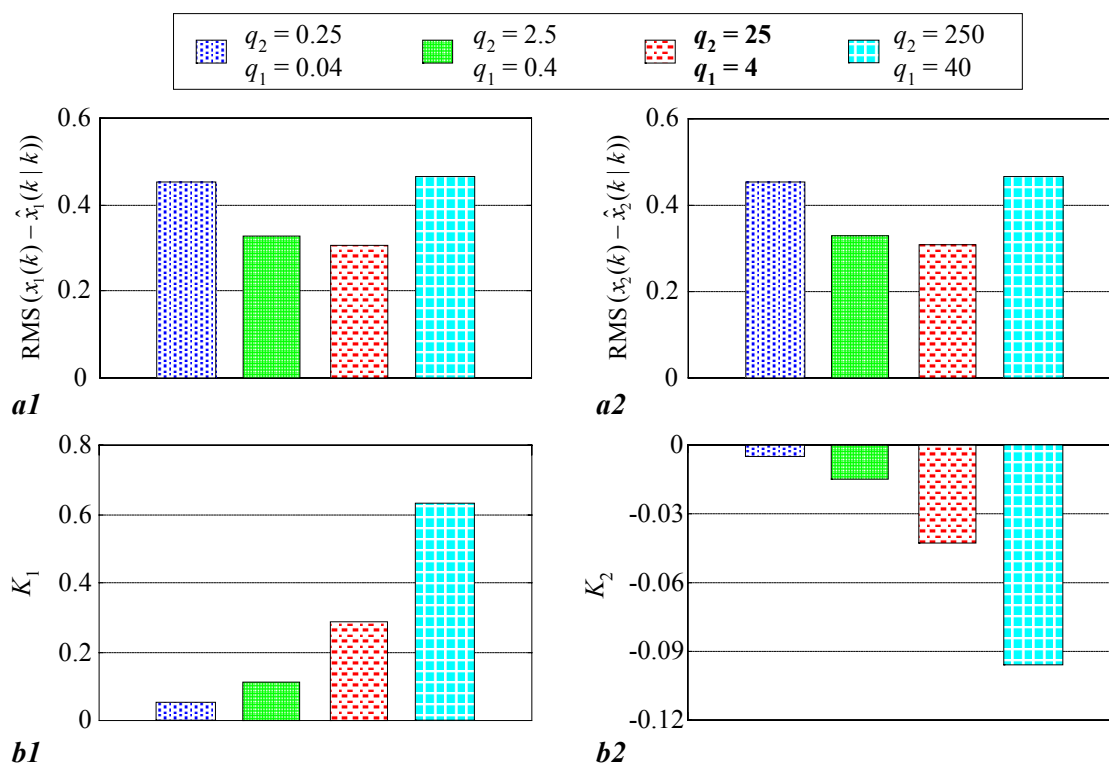 q₂ = 0.25
q₁ = 0.04
q₂ = 2.5
q₁ = 0.4
q₂ = 25
q₁ = 4
q₂ = 250
q₁ = 40
RMS (x₁(k) − x̂₁(k | k))
0.6
0.4
0.2
0
a1
RMS (x₂(k) − x̂₂(k | k))
0.6
0.4
0.2
0
a2
K₁
0.8
0.6
0.4
0.2
0
b1
K₂
0
-0.03
-0.06
-0.09
-0.12
b2